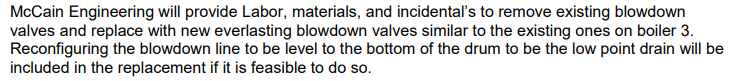 McCain Engineering will provide Labor, materials, and incidental's to remove existing blowdown
valves and replace with new everlasting blowdown valves similar to the existing ones on boiler 3.
Reconfiguring the blowdown line to be level to the bottom of the drum to be the low point drain will be
included in the replacement if it is feasible to do so.